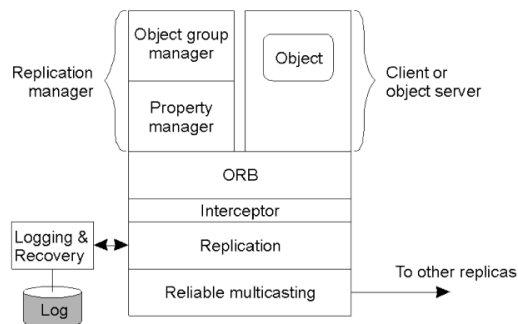 Object group
manager
Object
Replication
manager
Client or
object server
Property
manager
ORB
Interceptor
Logging &
Recovery
Replication
To other replicas
Log
Reliable multicasting